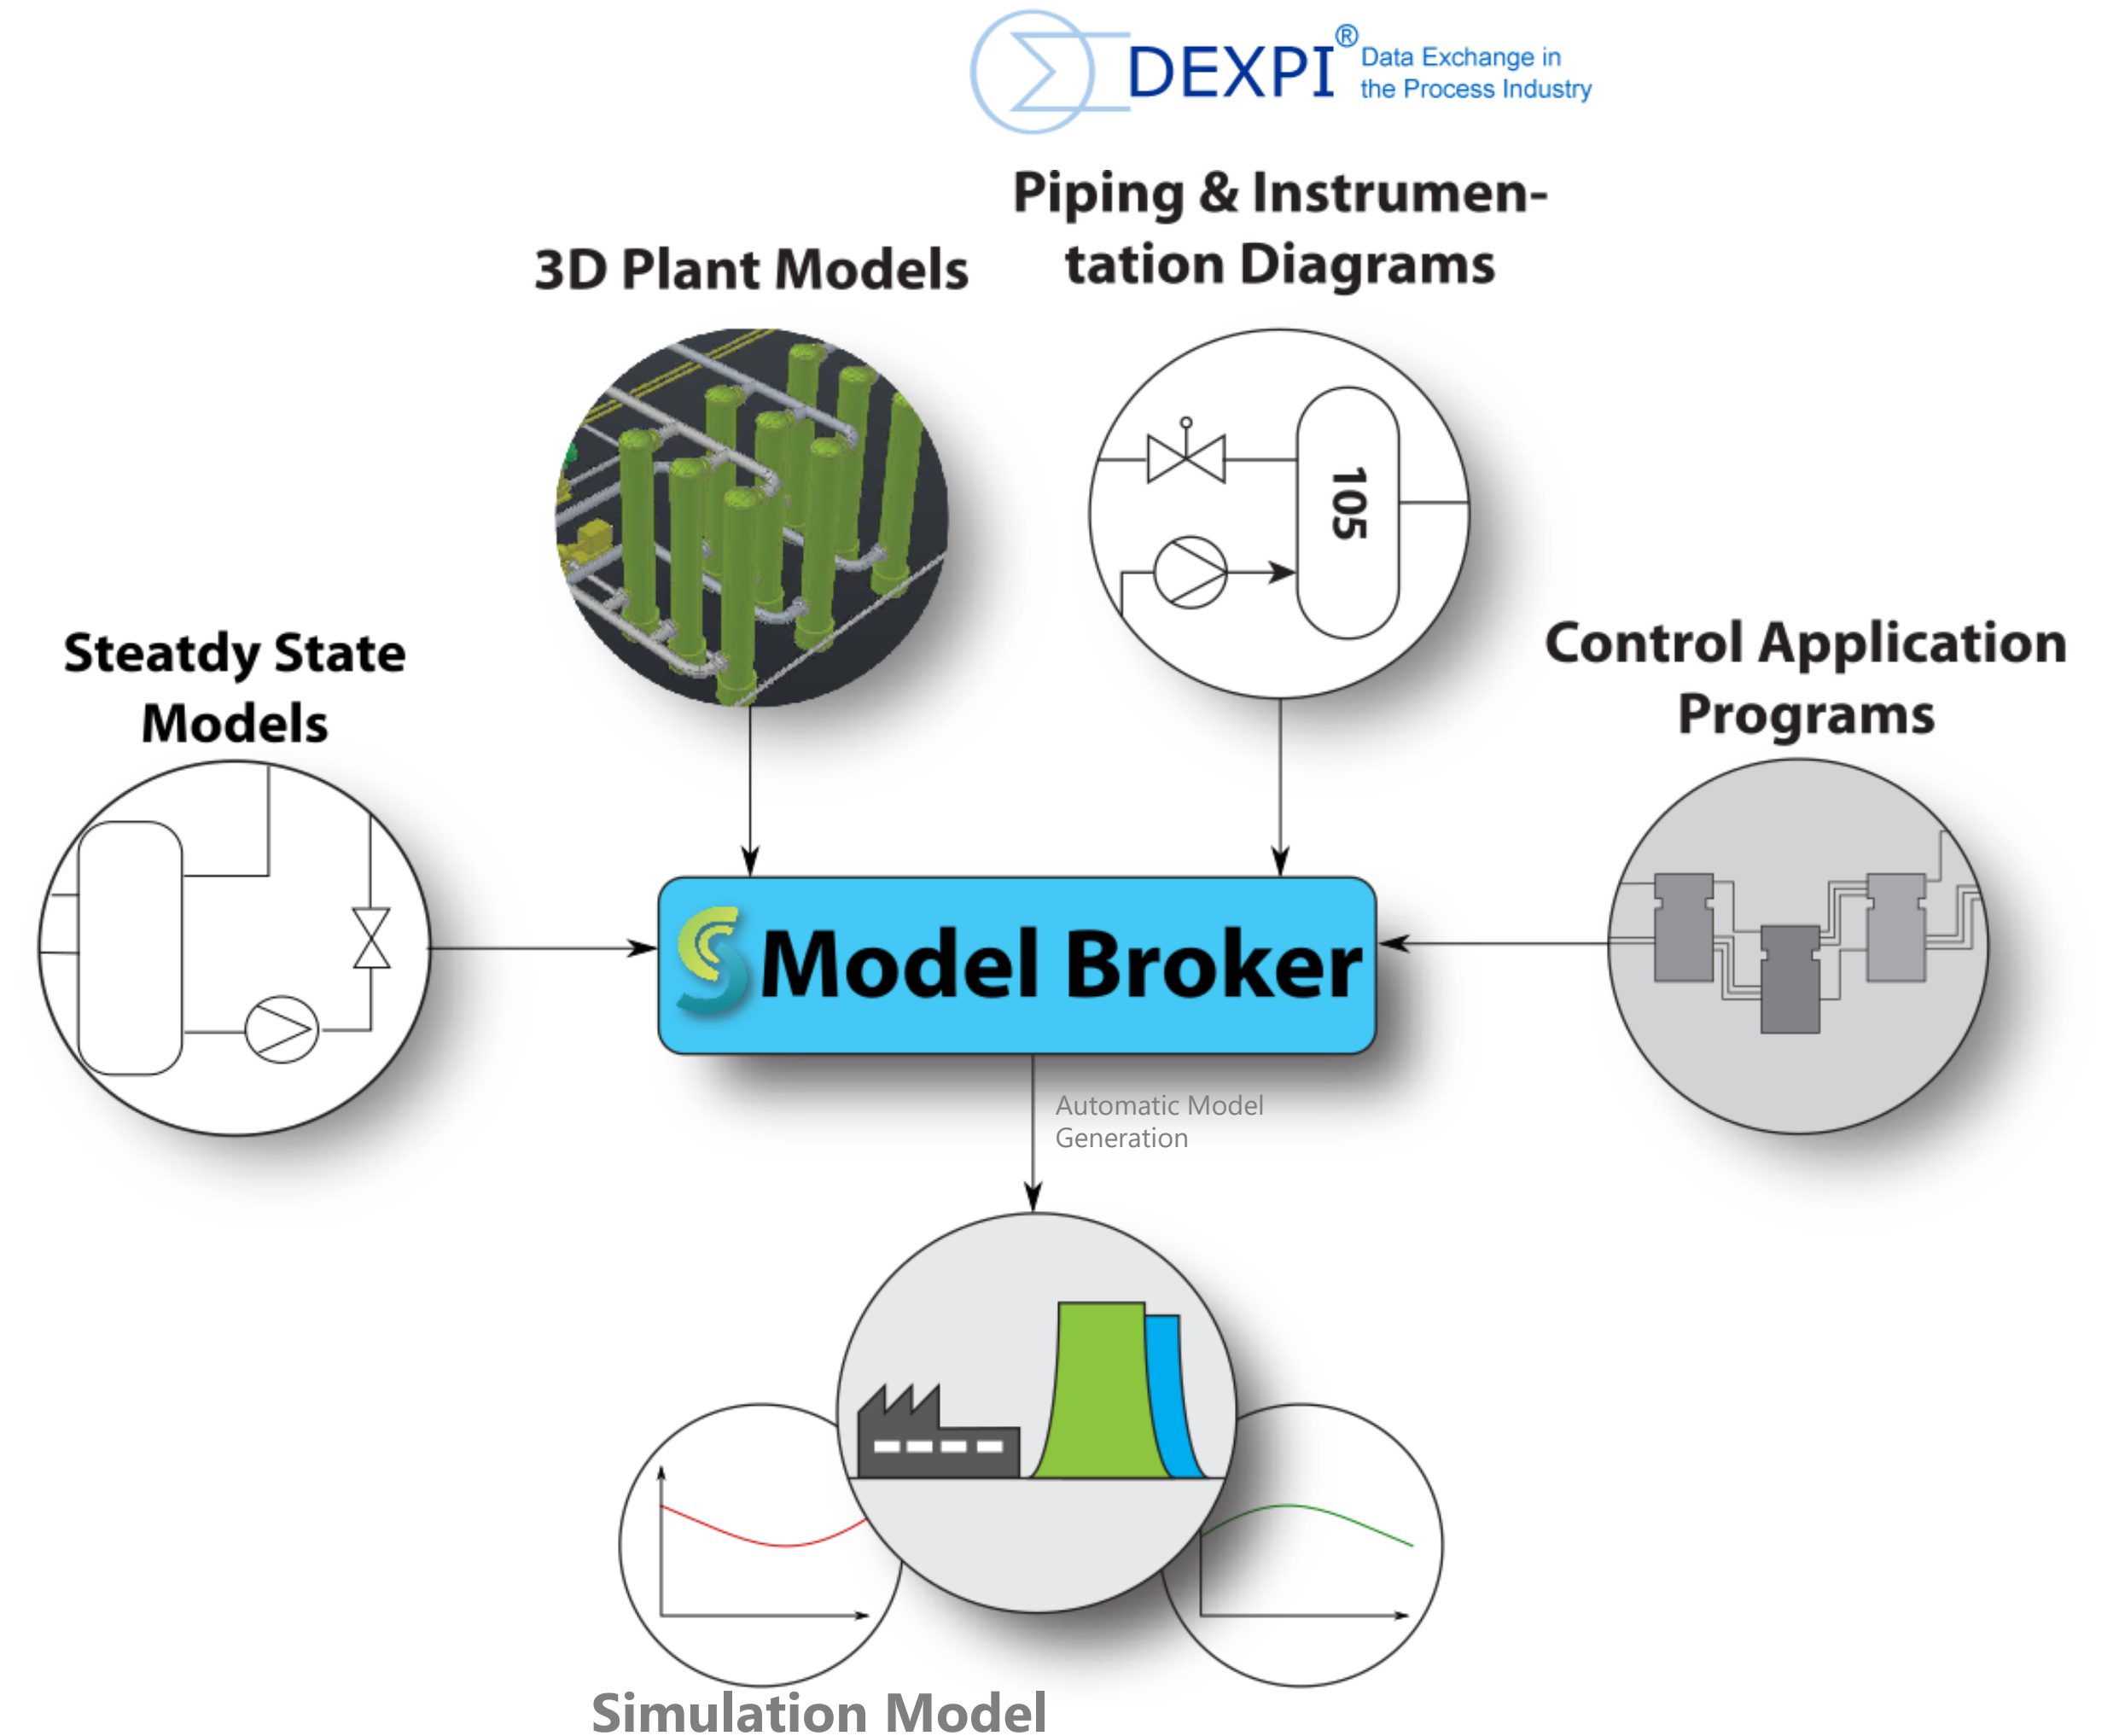 DEXPI®
Data Exchange in
the Process Industry
Piping & Instrumen-
tation Diagrams
3D Plant Models
105
Steatdy State
Models
Control Application
Programs
Model Broker
Automatic Model
Generation
Simulation Model